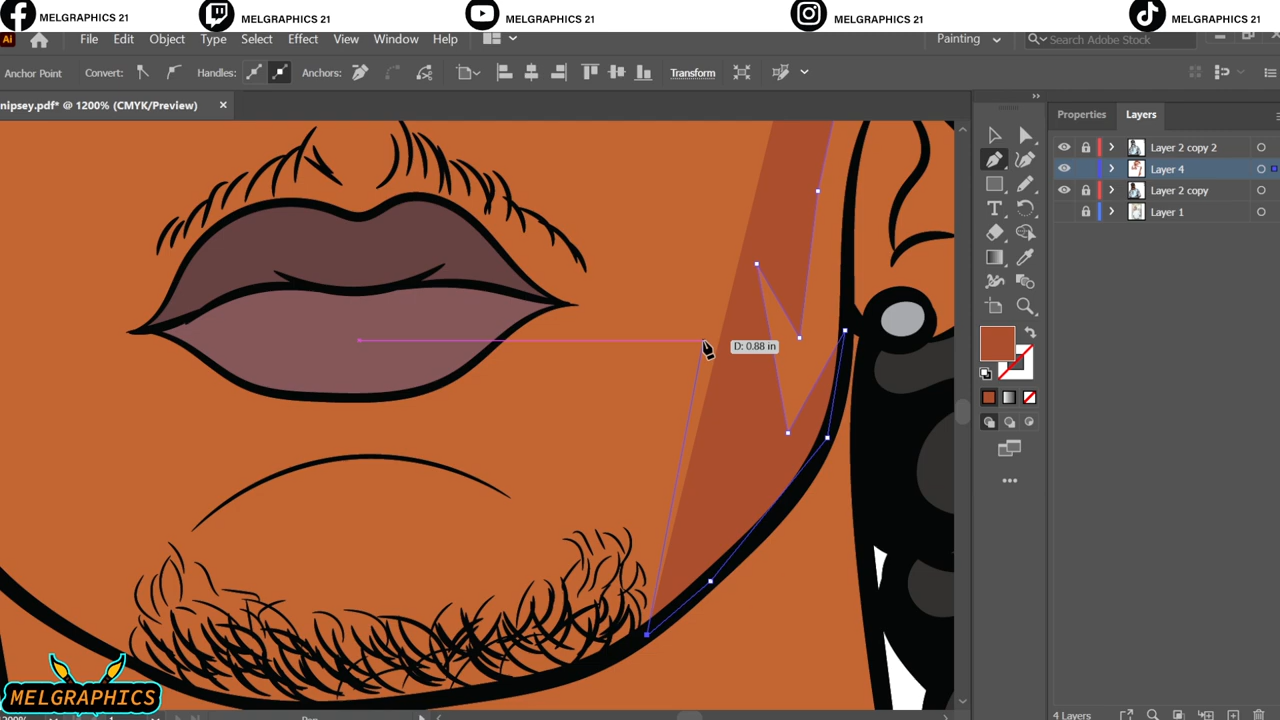 MELGRAPHICS 21
MELGRAPHICS 21
MELGRAPHICS 21
MELGRAPHICS 21
MELGRAPHICS 21
Ai File Edit Object Type Select Effect View Window Help Painting Search Adobe Stock
Anchor Point Convert: Handles: Anchors: Transform
nipsey.pdf* @ 1200% (CMYK/Preview) ×
Properties Layers
Layer 2 copy 2
Layer 4
Layer 2 copy
Layer 1
D: 0.88 in
MELGRAPHICS
4 Layers